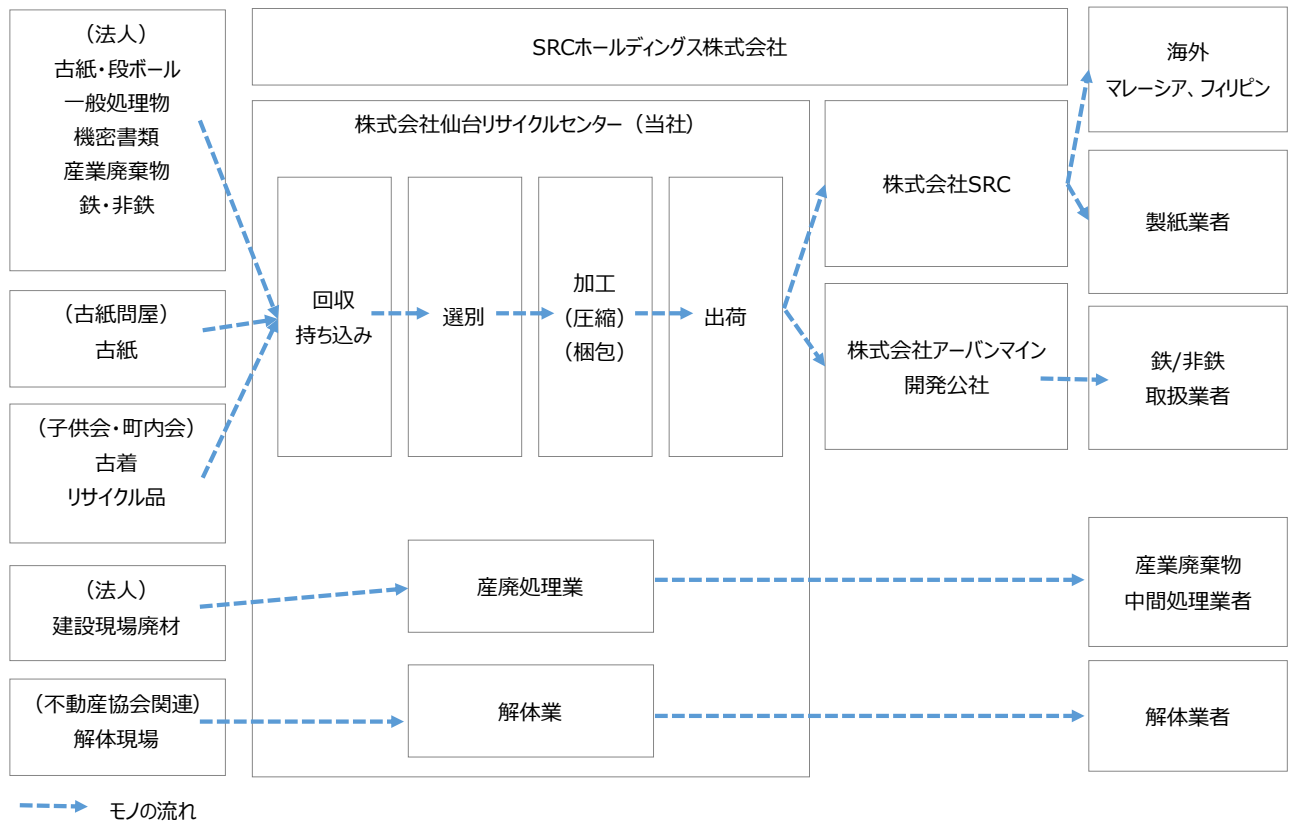 （法人）
古紙・段ボール
一般処理物
機密書類
産業廃棄物
鉄・非鉄
（古紙問屋）
古紙
（子供会・町内会）
古着
リサイクル品
（法人）
建設現場廃材
（不動産協会関連）
解体現場
SRCホールディングス株式会社
株式会社仙台リサイクルセンター（当社）
回収
持ち込み
選別
加工
（圧縮）
（梱包）
出荷
産廃処理業
解体業
株式会社SRC
株式会社アーバンマイン
開発公社
海外
マレーシア、フィリピン
製紙業者
鉄/非鉄
取扱業者
産業廃棄物
中間処理業者
解体業者
モノの流れ